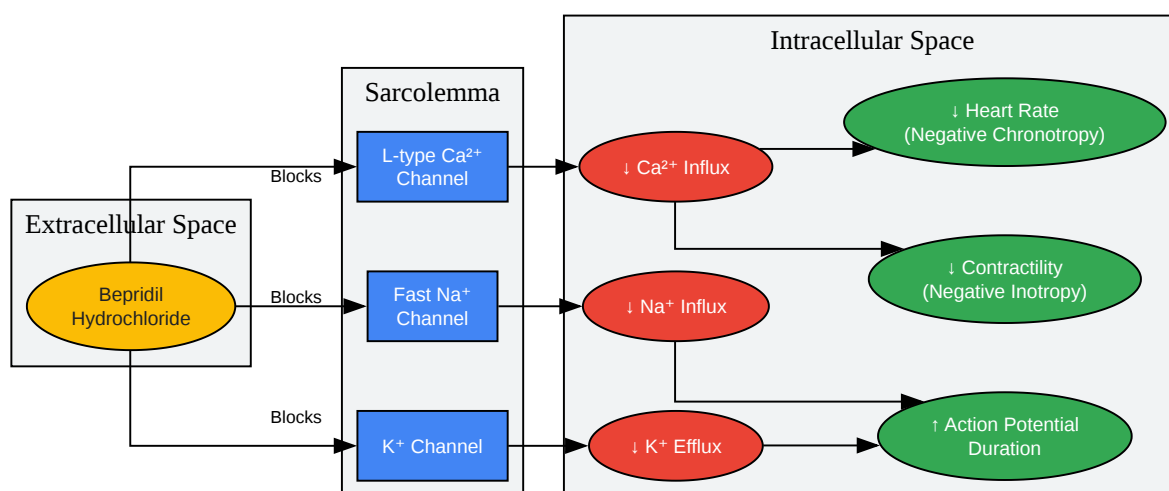 Extracellular Space
Bepridil
Hydrochloride
Blocks
Blocks
Blocks
Sarcolemma
L-type Ca²⁺
Channel
Fast Na⁺
Channel
K⁺ Channel
Intracellular Space
↓ Ca²⁺ Influx
↓ Na⁺ Influx
↓ K⁺ Efflux
↓ Heart Rate
(Negative Chronotropy)
↓ Contractility
(Negative Inotropy)
↑ Action Potential
Duration